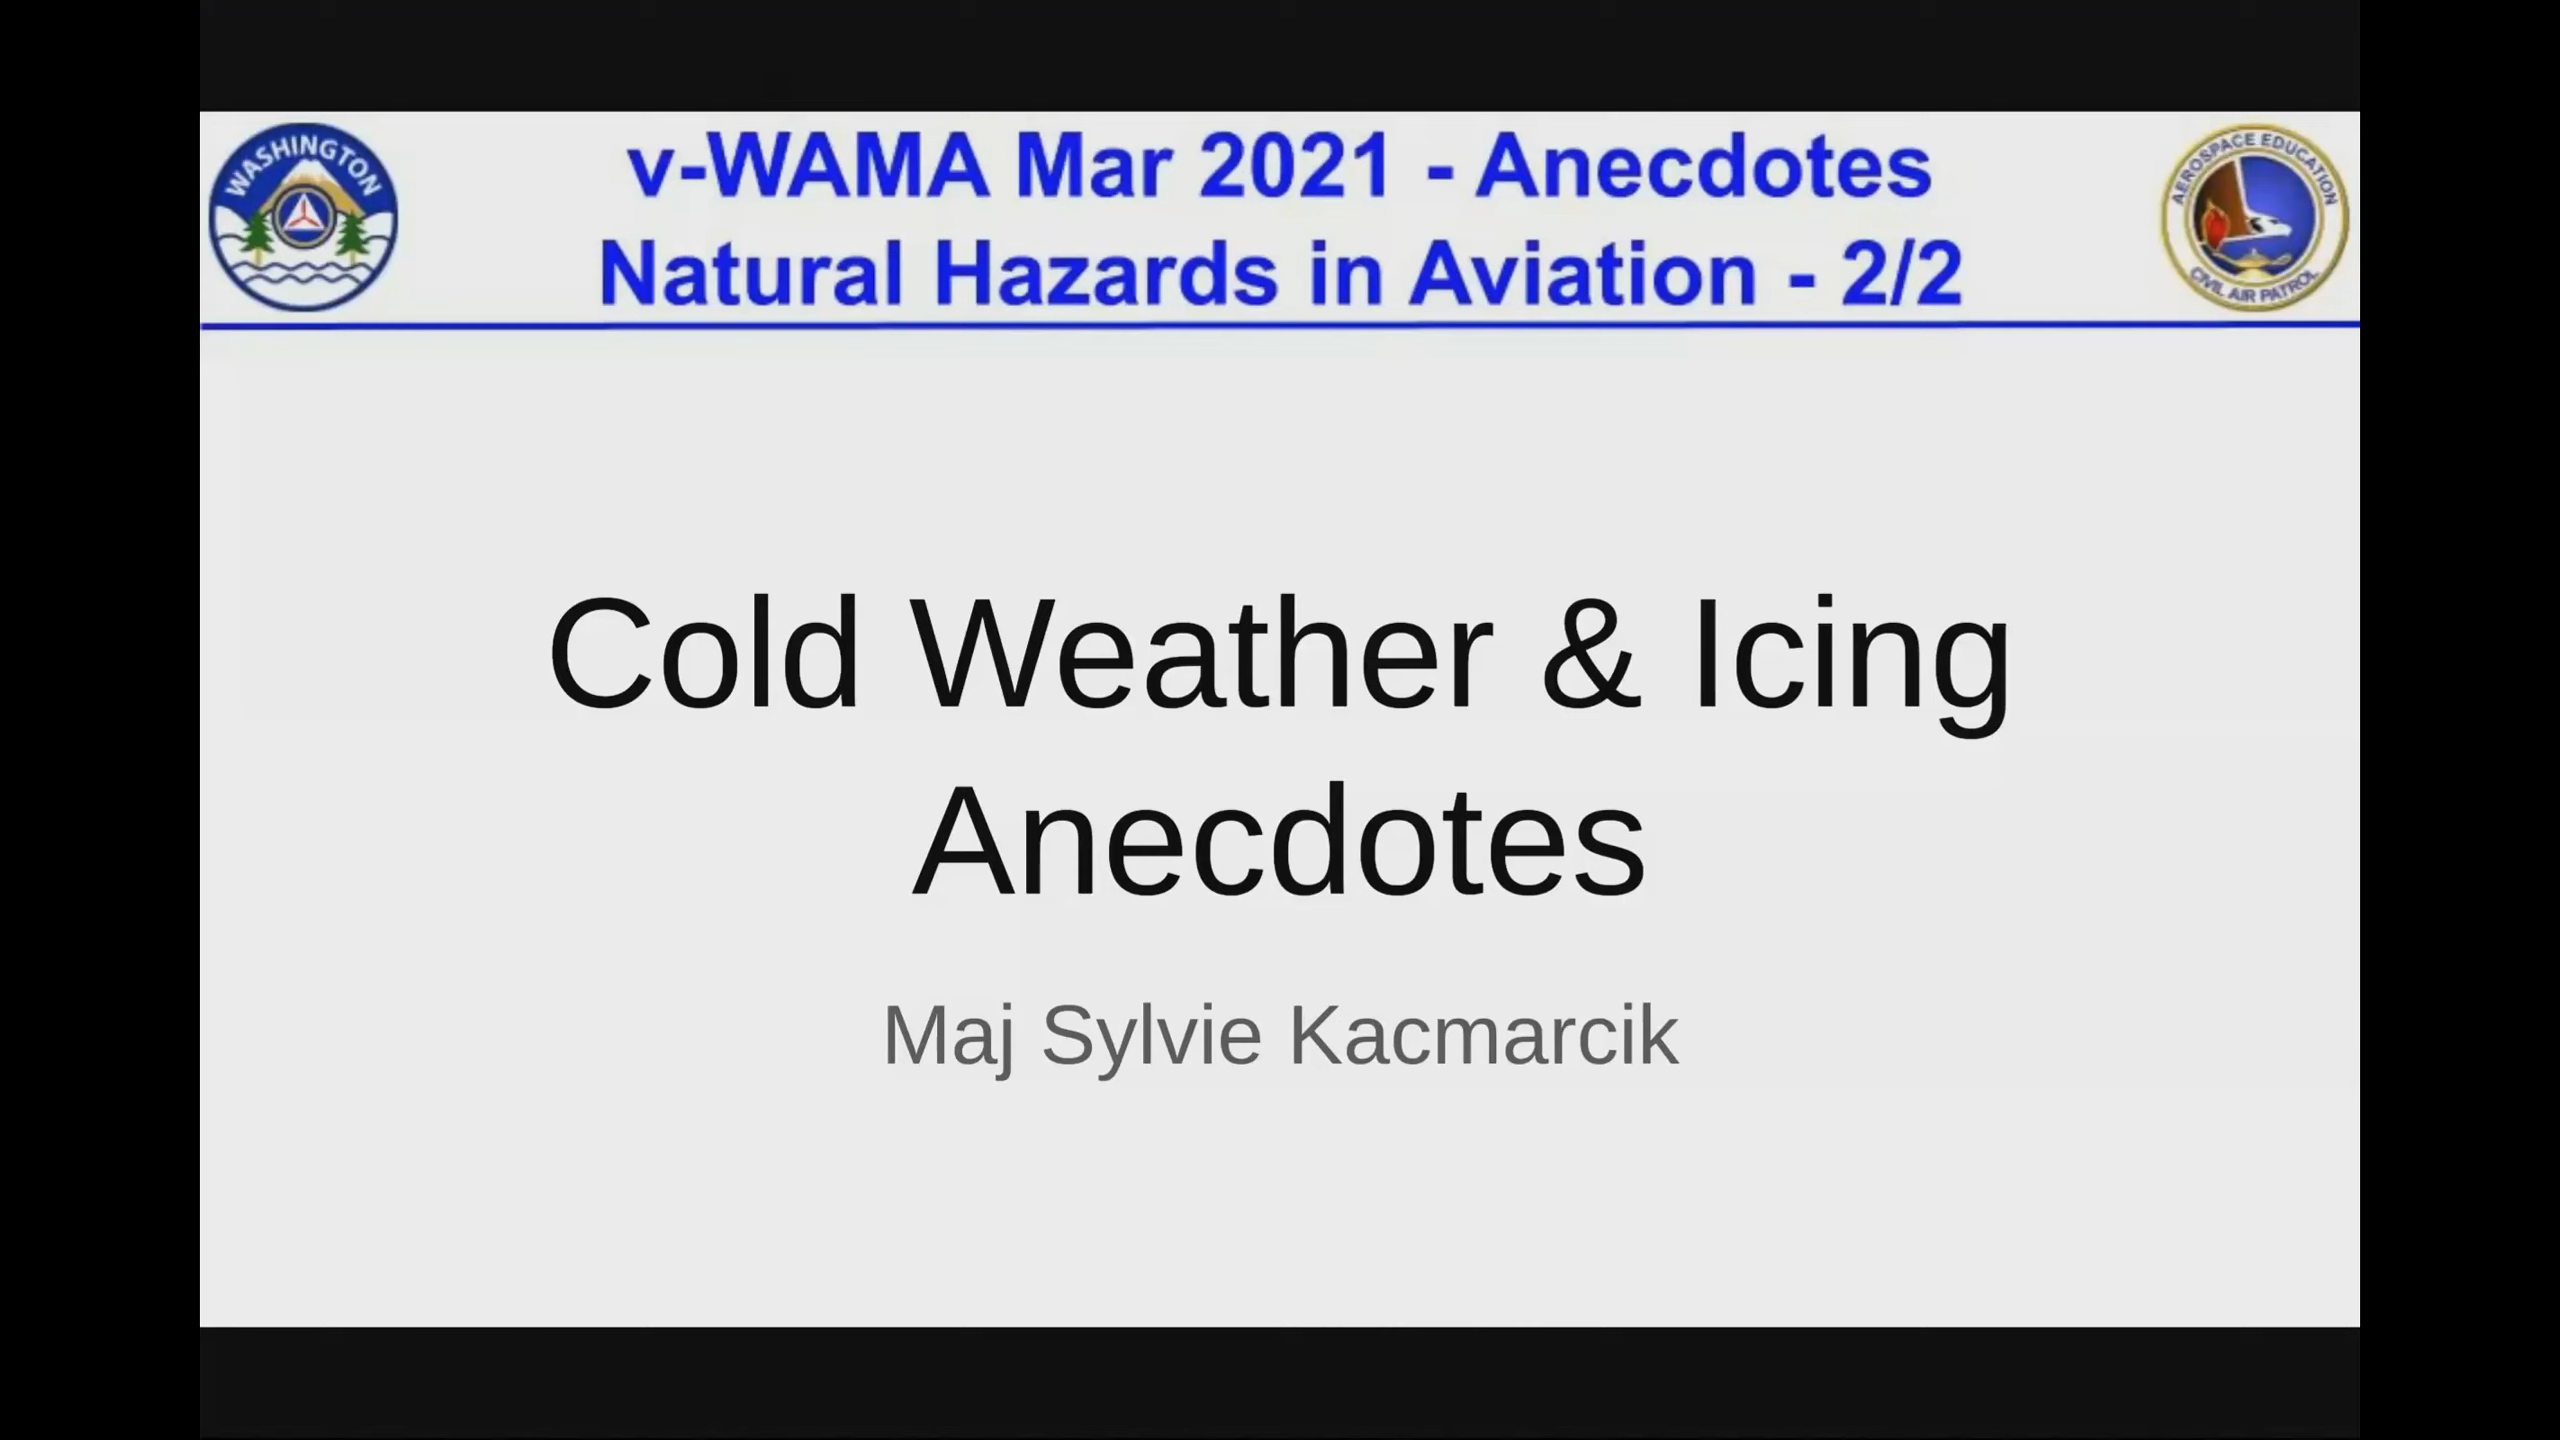 WASHINGTON
v-WAMA Mar 2021 - Anecdotes
Natural Hazards in Aviation - 2/2
AEROSPACE EDUCATION
CIVIL AIR PATROL
Cold Weather & Icing
Anecdotes
Maj Sylvie Kacmarcik